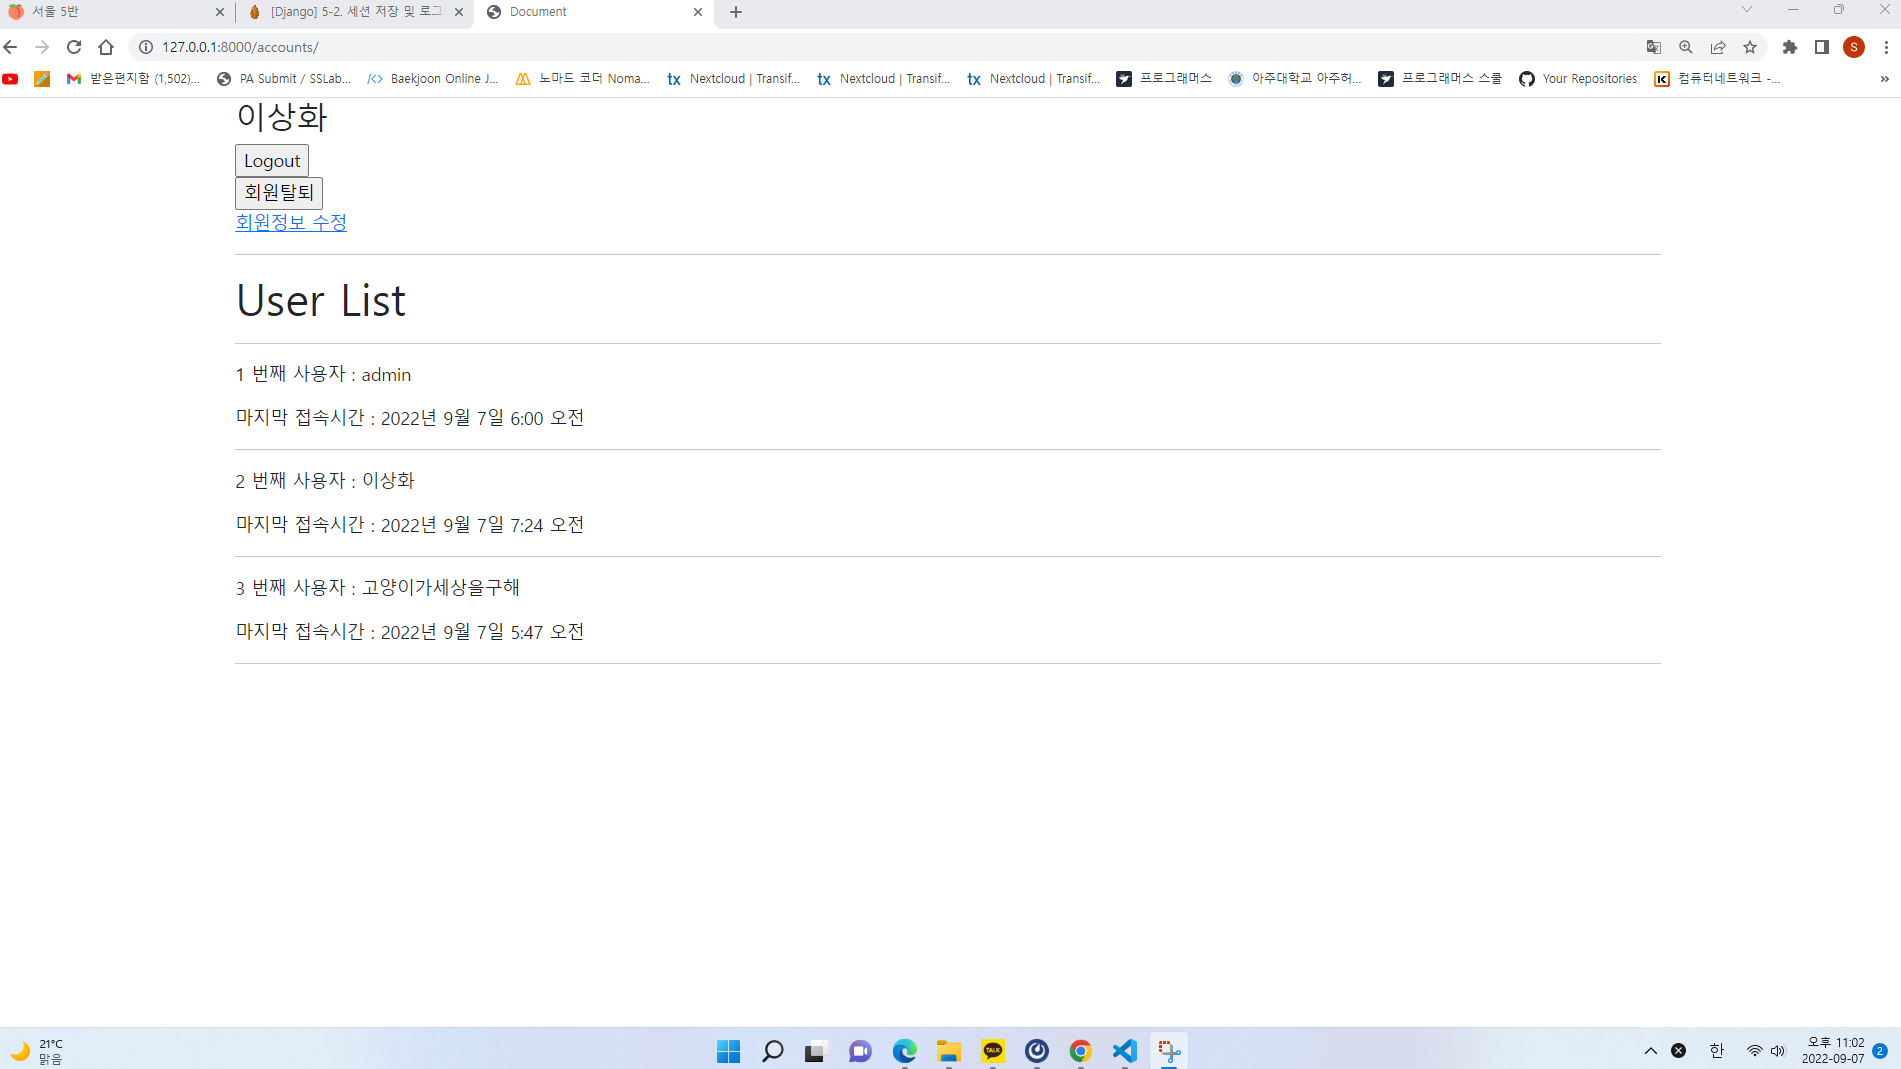 서울 5반
[Django] 5-2. 세션 저장 및 로그
Document
127.0.0.1:8000/accounts/
S
받은편지함 (1,502)...
PA Submit / SSLab...
Baekjoon Online J...
노마드 코더 Noma...
tx Nextcloud | Transif...
tx Nextcloud | Transif...
tx Nextcloud | Transif...
프로그래머스
아주대학교 아주허...
프로그래머스 스쿨
Your Repositories
컴퓨터네트워크 -...
»
이상화
Logout
회원탈퇴
회원정보 수정
User List
1 번째 사용자 : admin
마지막 접속시간 : 2022년 9월 7일 6:00 오전
2 번째 사용자 : 이상화
마지막 접속시간 : 2022년 9월 7일 7:24 오전
3 번째 사용자 : 고양이가세상을구해
마지막 접속시간 : 2022년 9월 7일 5:47 오전
21°C
맑음
TALK
한
오후 11:02
2022-09-07
2